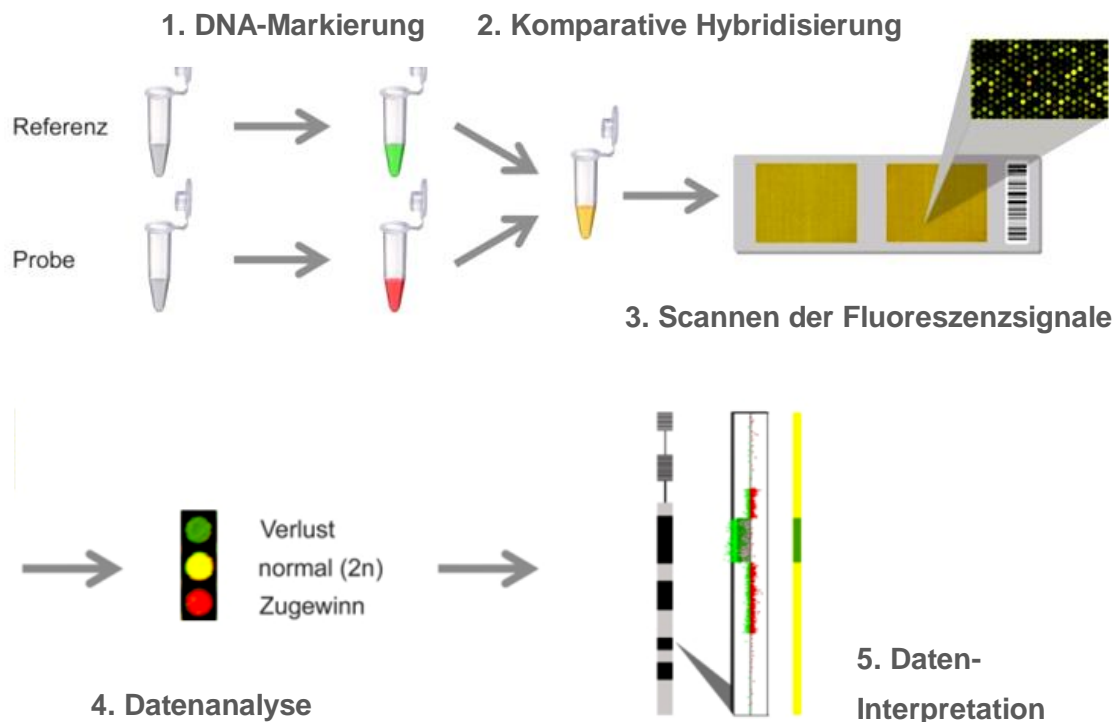 1. DNA-Markierung
2. Komparative Hybridisierung
Referenz
Probe
3. Scannen der Fluoreszenzsignale
Verlust
normal (2n)
Zugewinn
4. Datenanalyse
5. Daten-
Interpretation